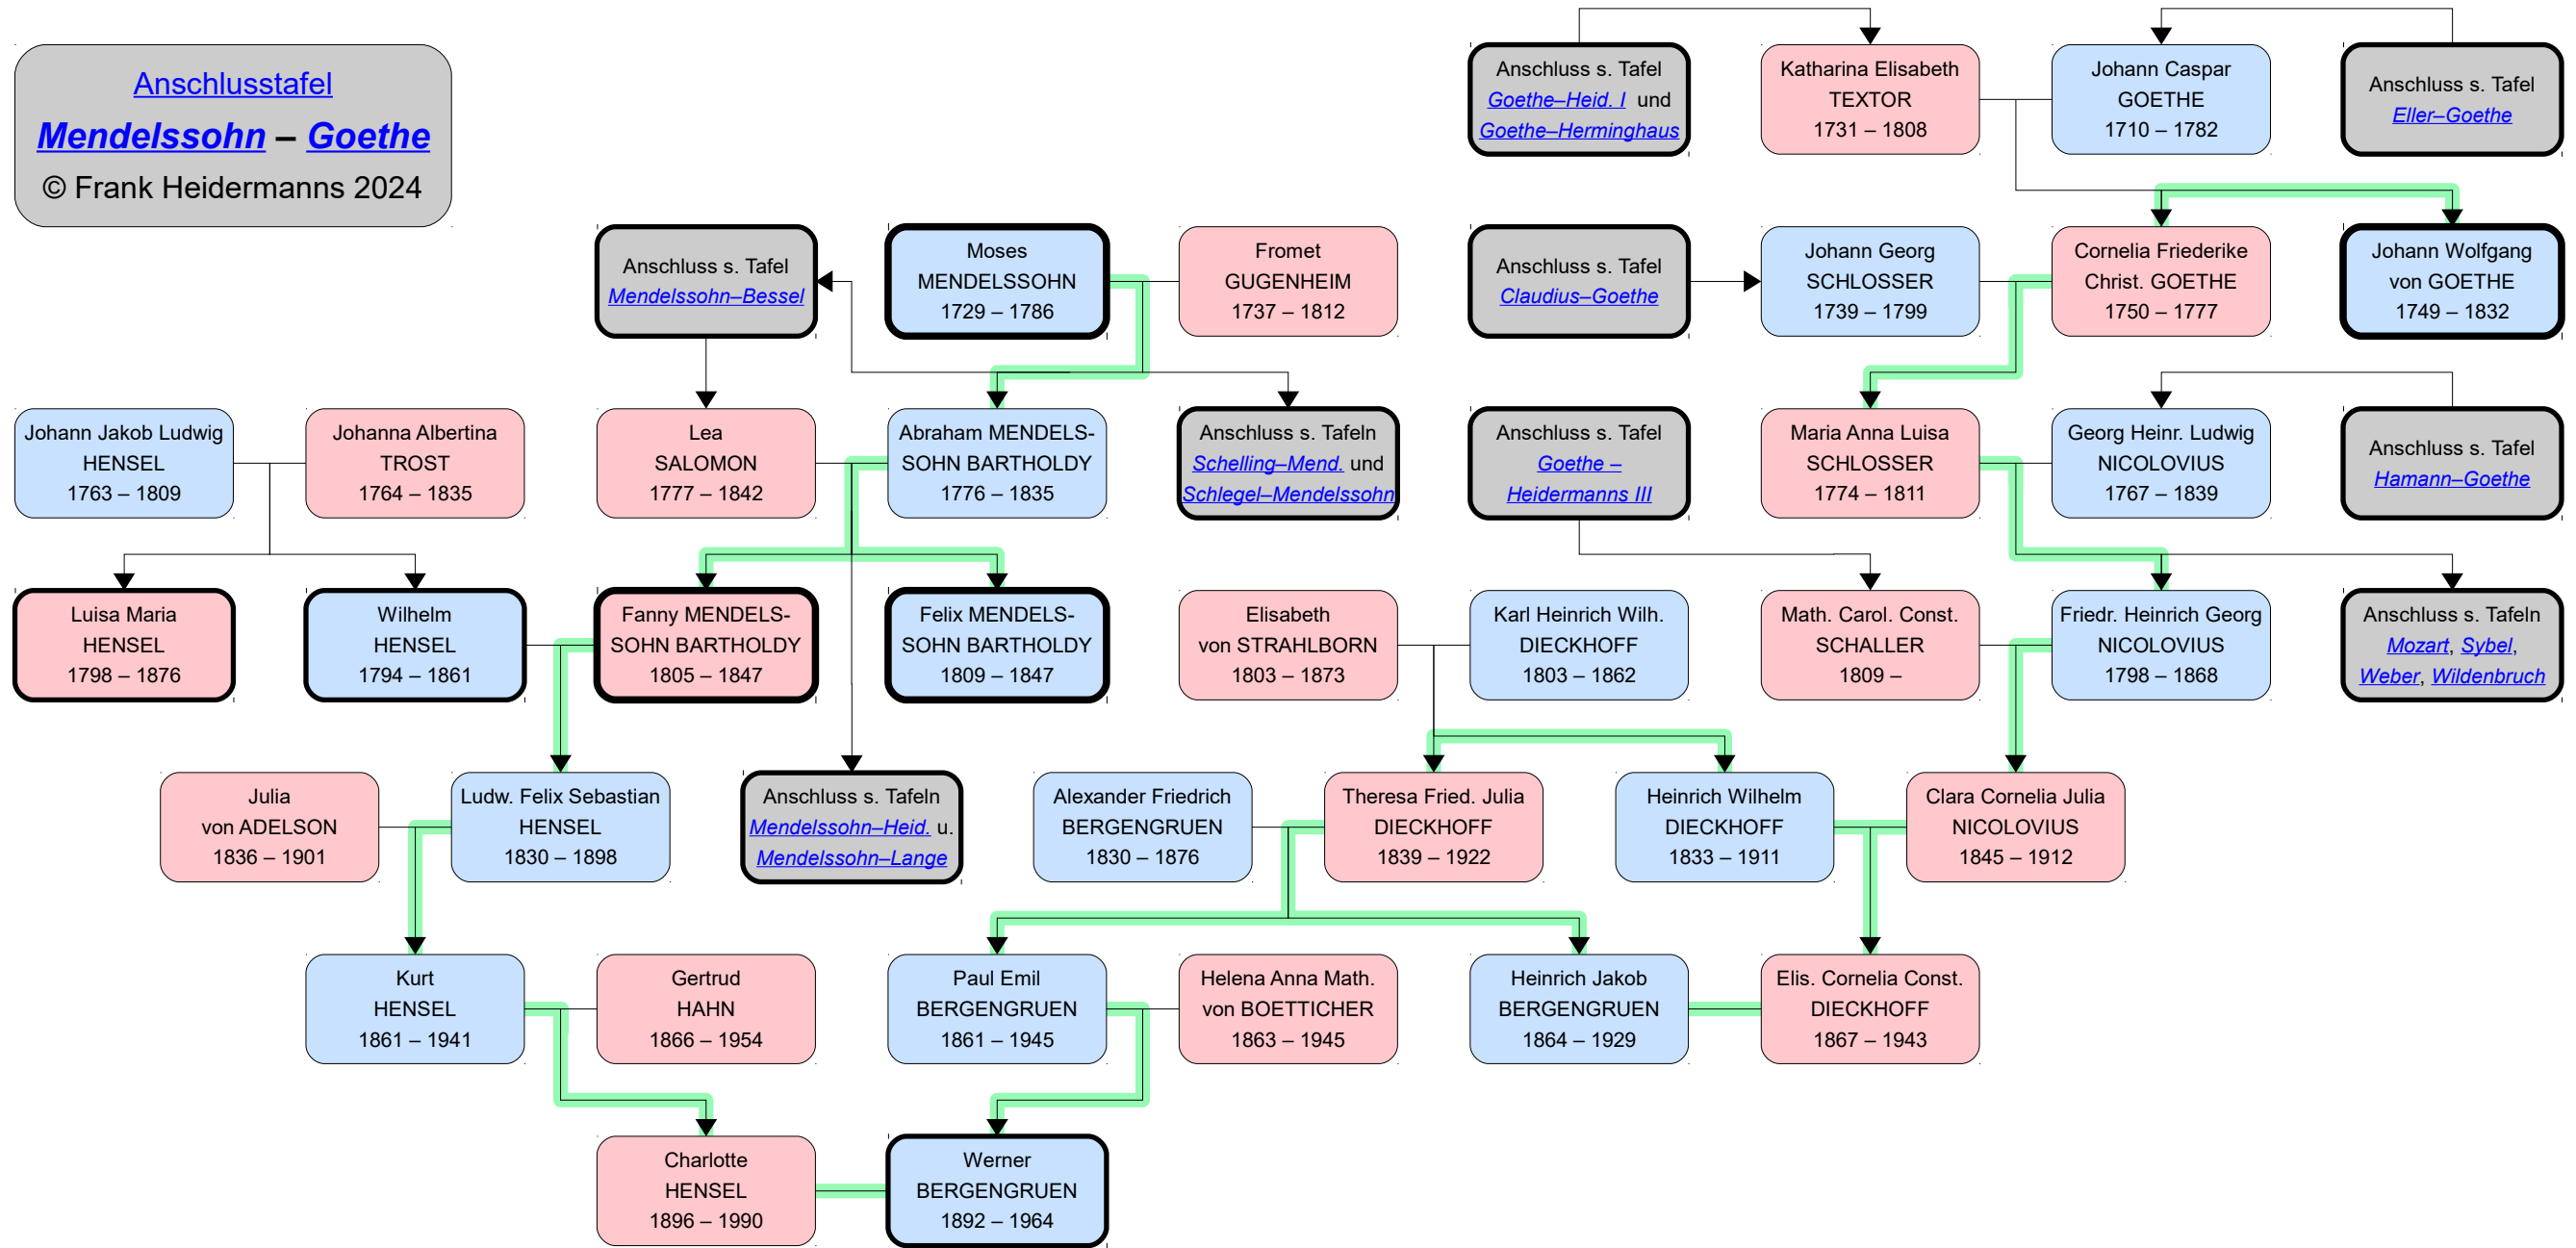 Anschlusstafel
Mendelssohn – Goethe
© Frank Heidermanns 2024
Anschluss s. Tafel
Goethe–Heid. I und
Goethe–Herminghaus
Katharina Elisabeth
TEXTOR
1731 – 1808
Johann Caspar
GOETHE
1710 – 1782
Anschluss s. Tafel
Eller–Goethe
Anschluss s. Tafel
Mendelssohn–Bessel
Moses
MENDELSSOHN
1729 – 1786
Fromet
GUGENHEIM
1737 – 1812
Anschluss s. Tafel
Claudius–Goethe
Johann Georg
SCHLOSSER
1739 – 1799
Cornelia Friederike
Christ. GOETHE
1750 – 1777
Johann Wolfgang
von GOETHE
1749 – 1832
Johann Jakob Ludwig
HENSEL
1763 – 1809
Johanna Albertina
TROST
1764 – 1835
Lea
SALOMON
1777 – 1842
Abraham MENDELS-
SOHN BARTHOLDY
1776 – 1835
Anschluss s. Tafeln
Schelling–Mend. und
Schlegel–Mendelssohn
Anschluss s. Tafel
Goethe –
Heidermanns III
Maria Anna Luisa
SCHLOSSER
1774 – 1811
Georg Heinr. Ludwig
NICOLOVIUS
1767 – 1839
Anschluss s. Tafel
Hamann–Goethe
Luisa Maria
HENSEL
1798 – 1876
Wilhelm
HENSEL
1794 – 1861
Fanny MENDELS-
SOHN BARTHOLDY
1805 – 1847
Felix MENDELS-
SOHN BARTHOLDY
1809 – 1847
Elisabeth
von STRAHLBORN
1803 – 1873
Karl Heinrich Wilh.
DIECKHOFF
1803 – 1862
Math. Carol. Const.
SCHALLER
1809 –
Friedr. Heinrich Georg
NICOLOVIUS
1798 – 1868
Anschluss s. Tafeln
Mozart, Sybel,
Weber, Wildenbruch
Julia
von ADELSON
1836 – 1901
Ludw. Felix Sebastian
HENSEL
1830 – 1898
Anschluss s. Tafeln
Mendelssohn–Heid. u.
Mendelssohn–Lange
Alexander Friedrich
BERGENGRUEN
1830 – 1876
Theresa Fried. Julia
DIECKHOFF
1839 – 1922
Heinrich Wilhelm
DIECKHOFF
1833 – 1911
Clara Cornelia Julia
NICOLOVIUS
1845 – 1912
Kurt
HENSEL
1861 – 1941
Gertrud
HAHN
1866 – 1954
Paul Emil
BERGENGRUEN
1861 – 1945
Helena Anna Math.
von BOETTICHER
1863 – 1945
Heinrich Jakob
BERGENGRUEN
1864 – 1929
Elis. Cornelia Const.
DIECKHOFF
1867 – 1943
Charlotte
HENSEL
1896 – 1990
Werner
BERGENGRUEN
1892 – 1964